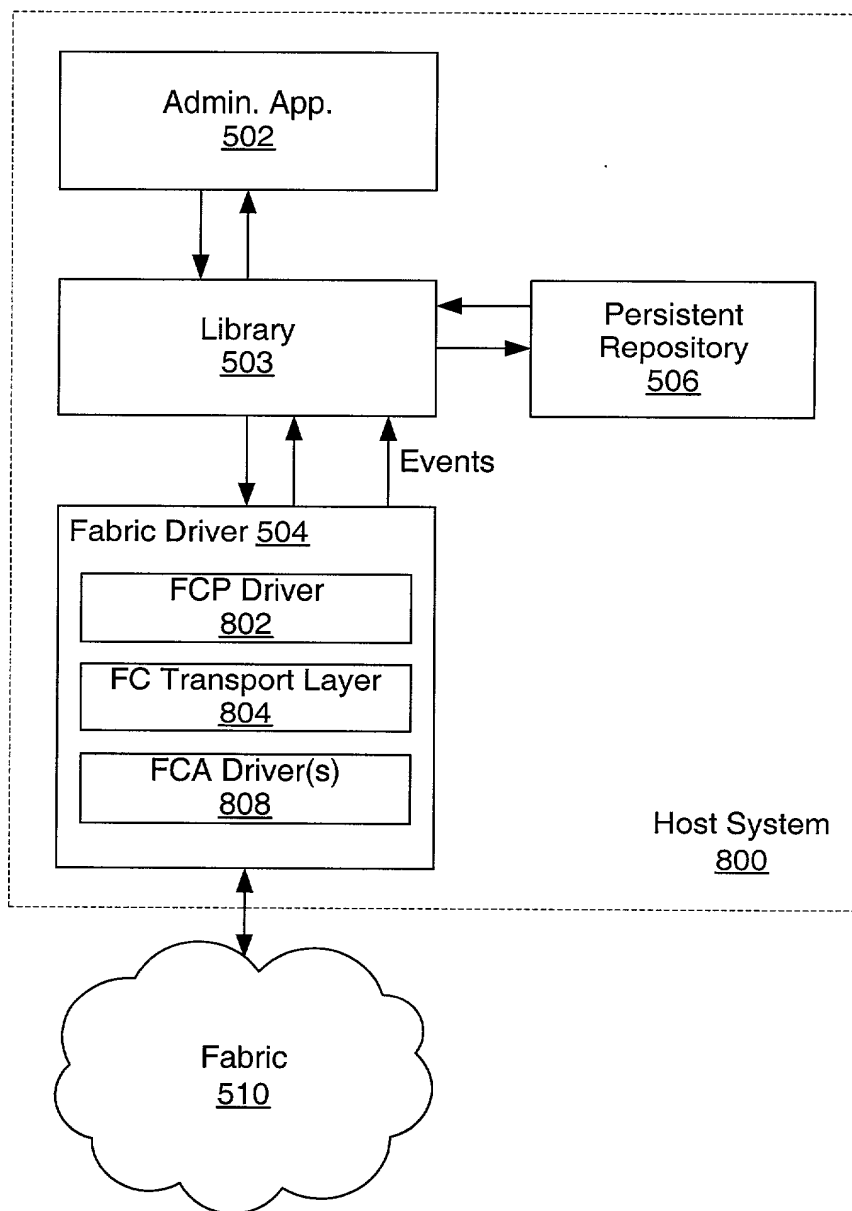 Admin. App.
502
Library
503
Persistent
Repository
506
Events
Fabric Driver 504
FCP Driver
802
FC Transport Layer
804
FCA Driver(s)
808
Host System
800
Fabric
510